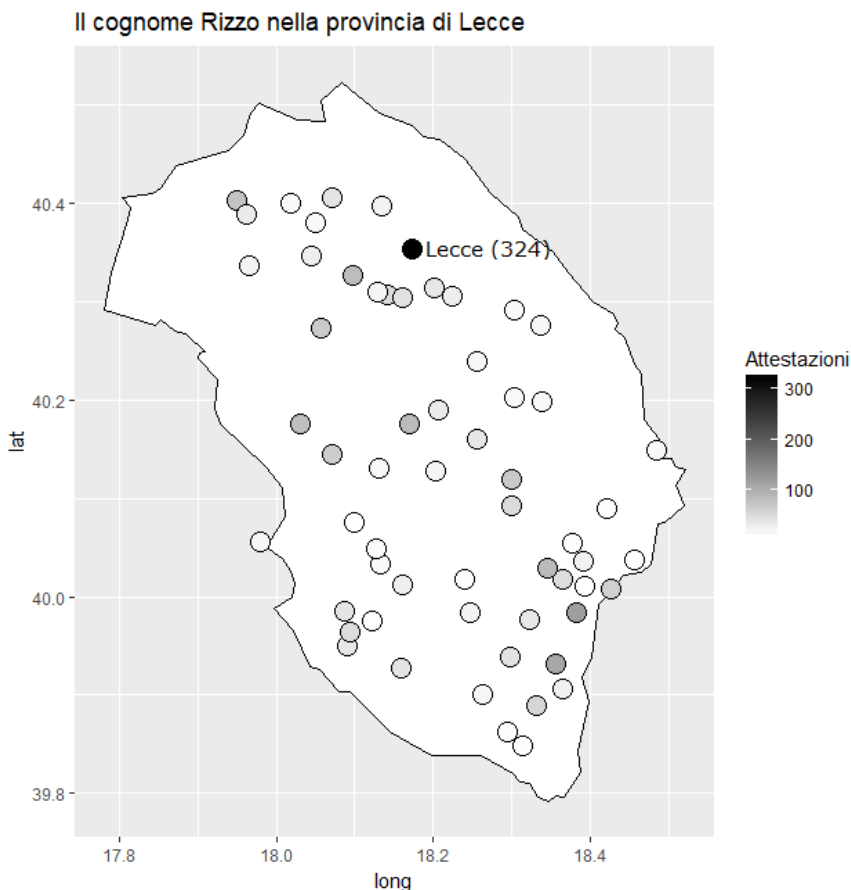 Il cognome Rizzo nella provincia di Lecce
40.4
Lecce (324)
40.2
lat
40.0
39.8
17.8 18.0 18.2 18.4
long
Attestazioni
300
200
100